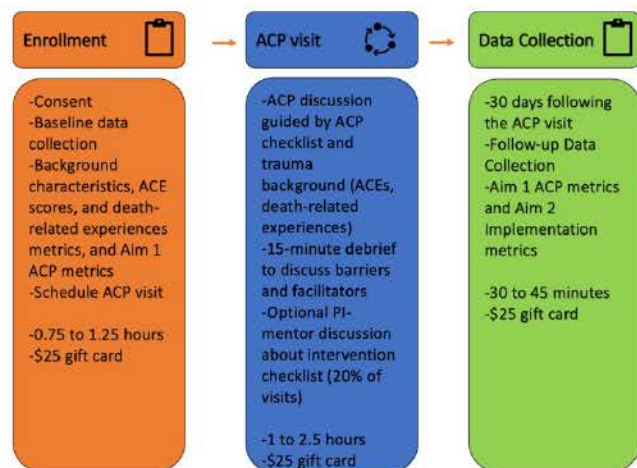 Enrollment
ACP visit
Data Collection
-Consent
-Baseline data
collection
-Background
characteristics, ACE
scores, and death-
related experiences
metrics, and Aim 1
ACP metrics
-Schedule ACP visit
-0.75 to 1.25 hours
-$25 gift card
-ACP discussion
guided by ACP
checklist and
trauma
background (ACEs,
death-related
experiences)
-15-minute debrief
to discuss barriers
and facilitators
-Optional PI-
mentor discussion
about intervention
checklist (20% of
visits)
-1 to 2.5 hours
-$25 gift card
-30 days following
the ACP visit
-Follow-up Data
Collection
-Aim 1 ACP metrics
and Aim 2
Implementation
metrics
-30 to 45 minutes
-$25 gift card